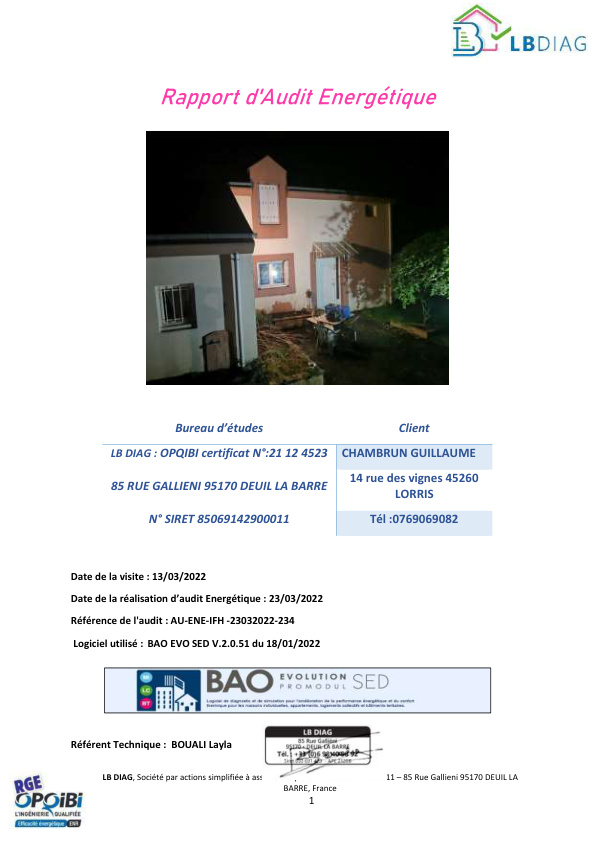 LBDIAG
Rapport d'Audit Energétique
Bureau d'études
Client
LB DIAG : OPQIBI certificat N°:21 12 4523
CHAMBRUN GUILLAUME
85 RUE GALLIENI 95170 DEUIL LA BARRE
14 rue des vignes 45260
LORRIS
N° SIRET 85069142900011
Tél :0769069082
Date de la visite : 13/03/2022
Date de la réalisation d'audit Energétique : 23/03/2022
Référence de l'audit : AU-ENE-IFH -23032022-234
Logiciel utilisé : BAO EVO SED V.2.0.51 du 18/01/2022
BAO EVOLUTION SED
PROMODUL
Logiciel de diagnostic et de simulation pour l'amélioration de la performance énergétique et du confort
thermique pour les maisons individuelles, appartements, logements collectifs et bâtiments tertiaires.
LB DIAG
85 Rue Gallieni
95170 - DEUIL LA BARRE
Référent Technique : BOUALI Layla
LB DIAG, Société par actions simplifiée à ass 11 – 85 Rue Gallieni 95170 DEUIL LA
BARRE, France
1
RGE
OPQIBI
L'INGÉNIERIE QUALIFIÉE
Efficacité énergétique ENR